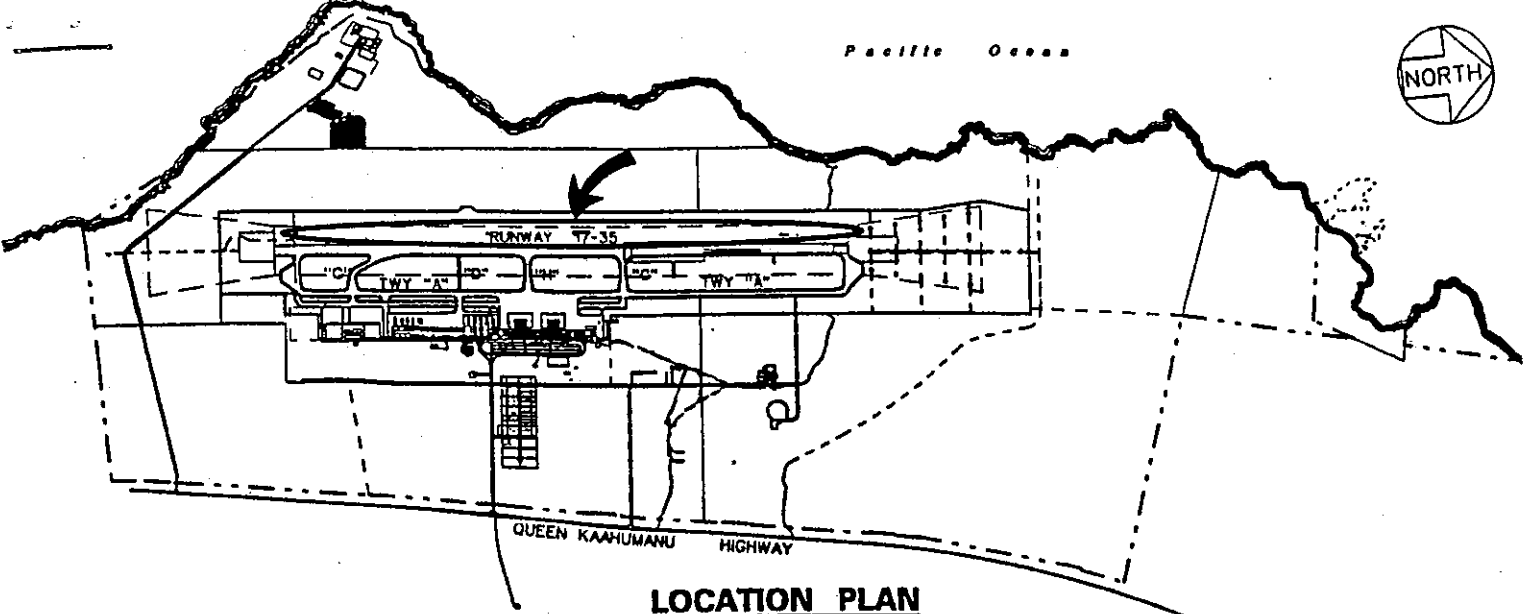 Pacific Ocean
NORTH
RUNWAY 17-35
"C" "D" "H" "G"
TWY "A" TWY "A"
QUEEN KAAHUMANU HIGHWAY
LOCATION PLAN